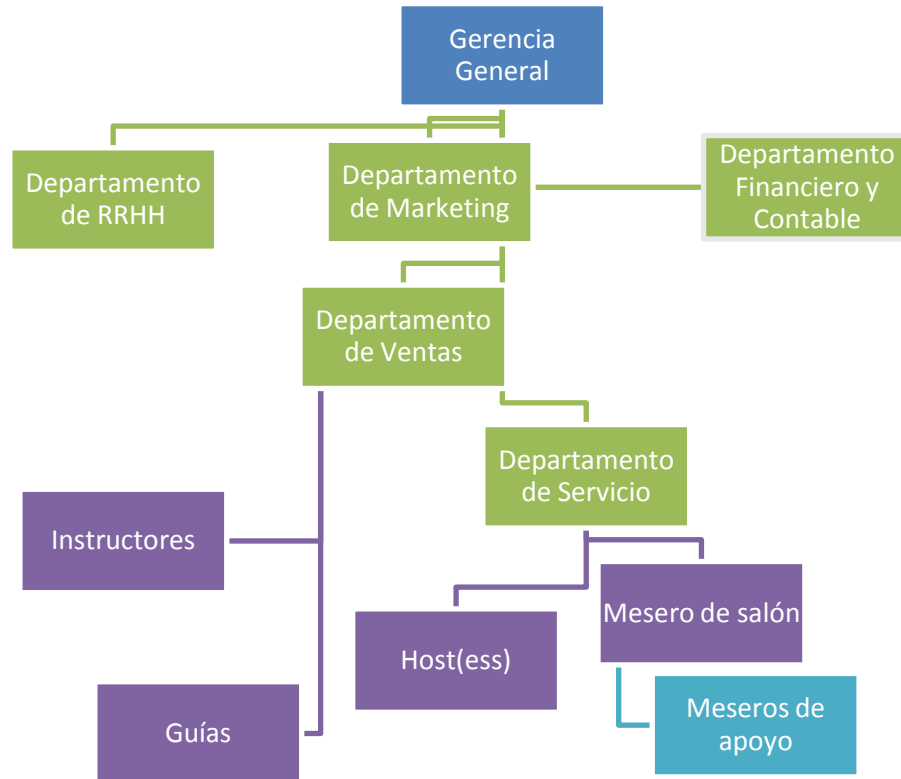 Gerencia
General
Departamento
de RRHH
Departamento
de Marketing
Departamento
Financiero y
Contable
Departamento
de Ventas
Departamento
de Servicio
Instructores
Mesero de salón
Host(ess)
Guías
Meseros de
apoyo